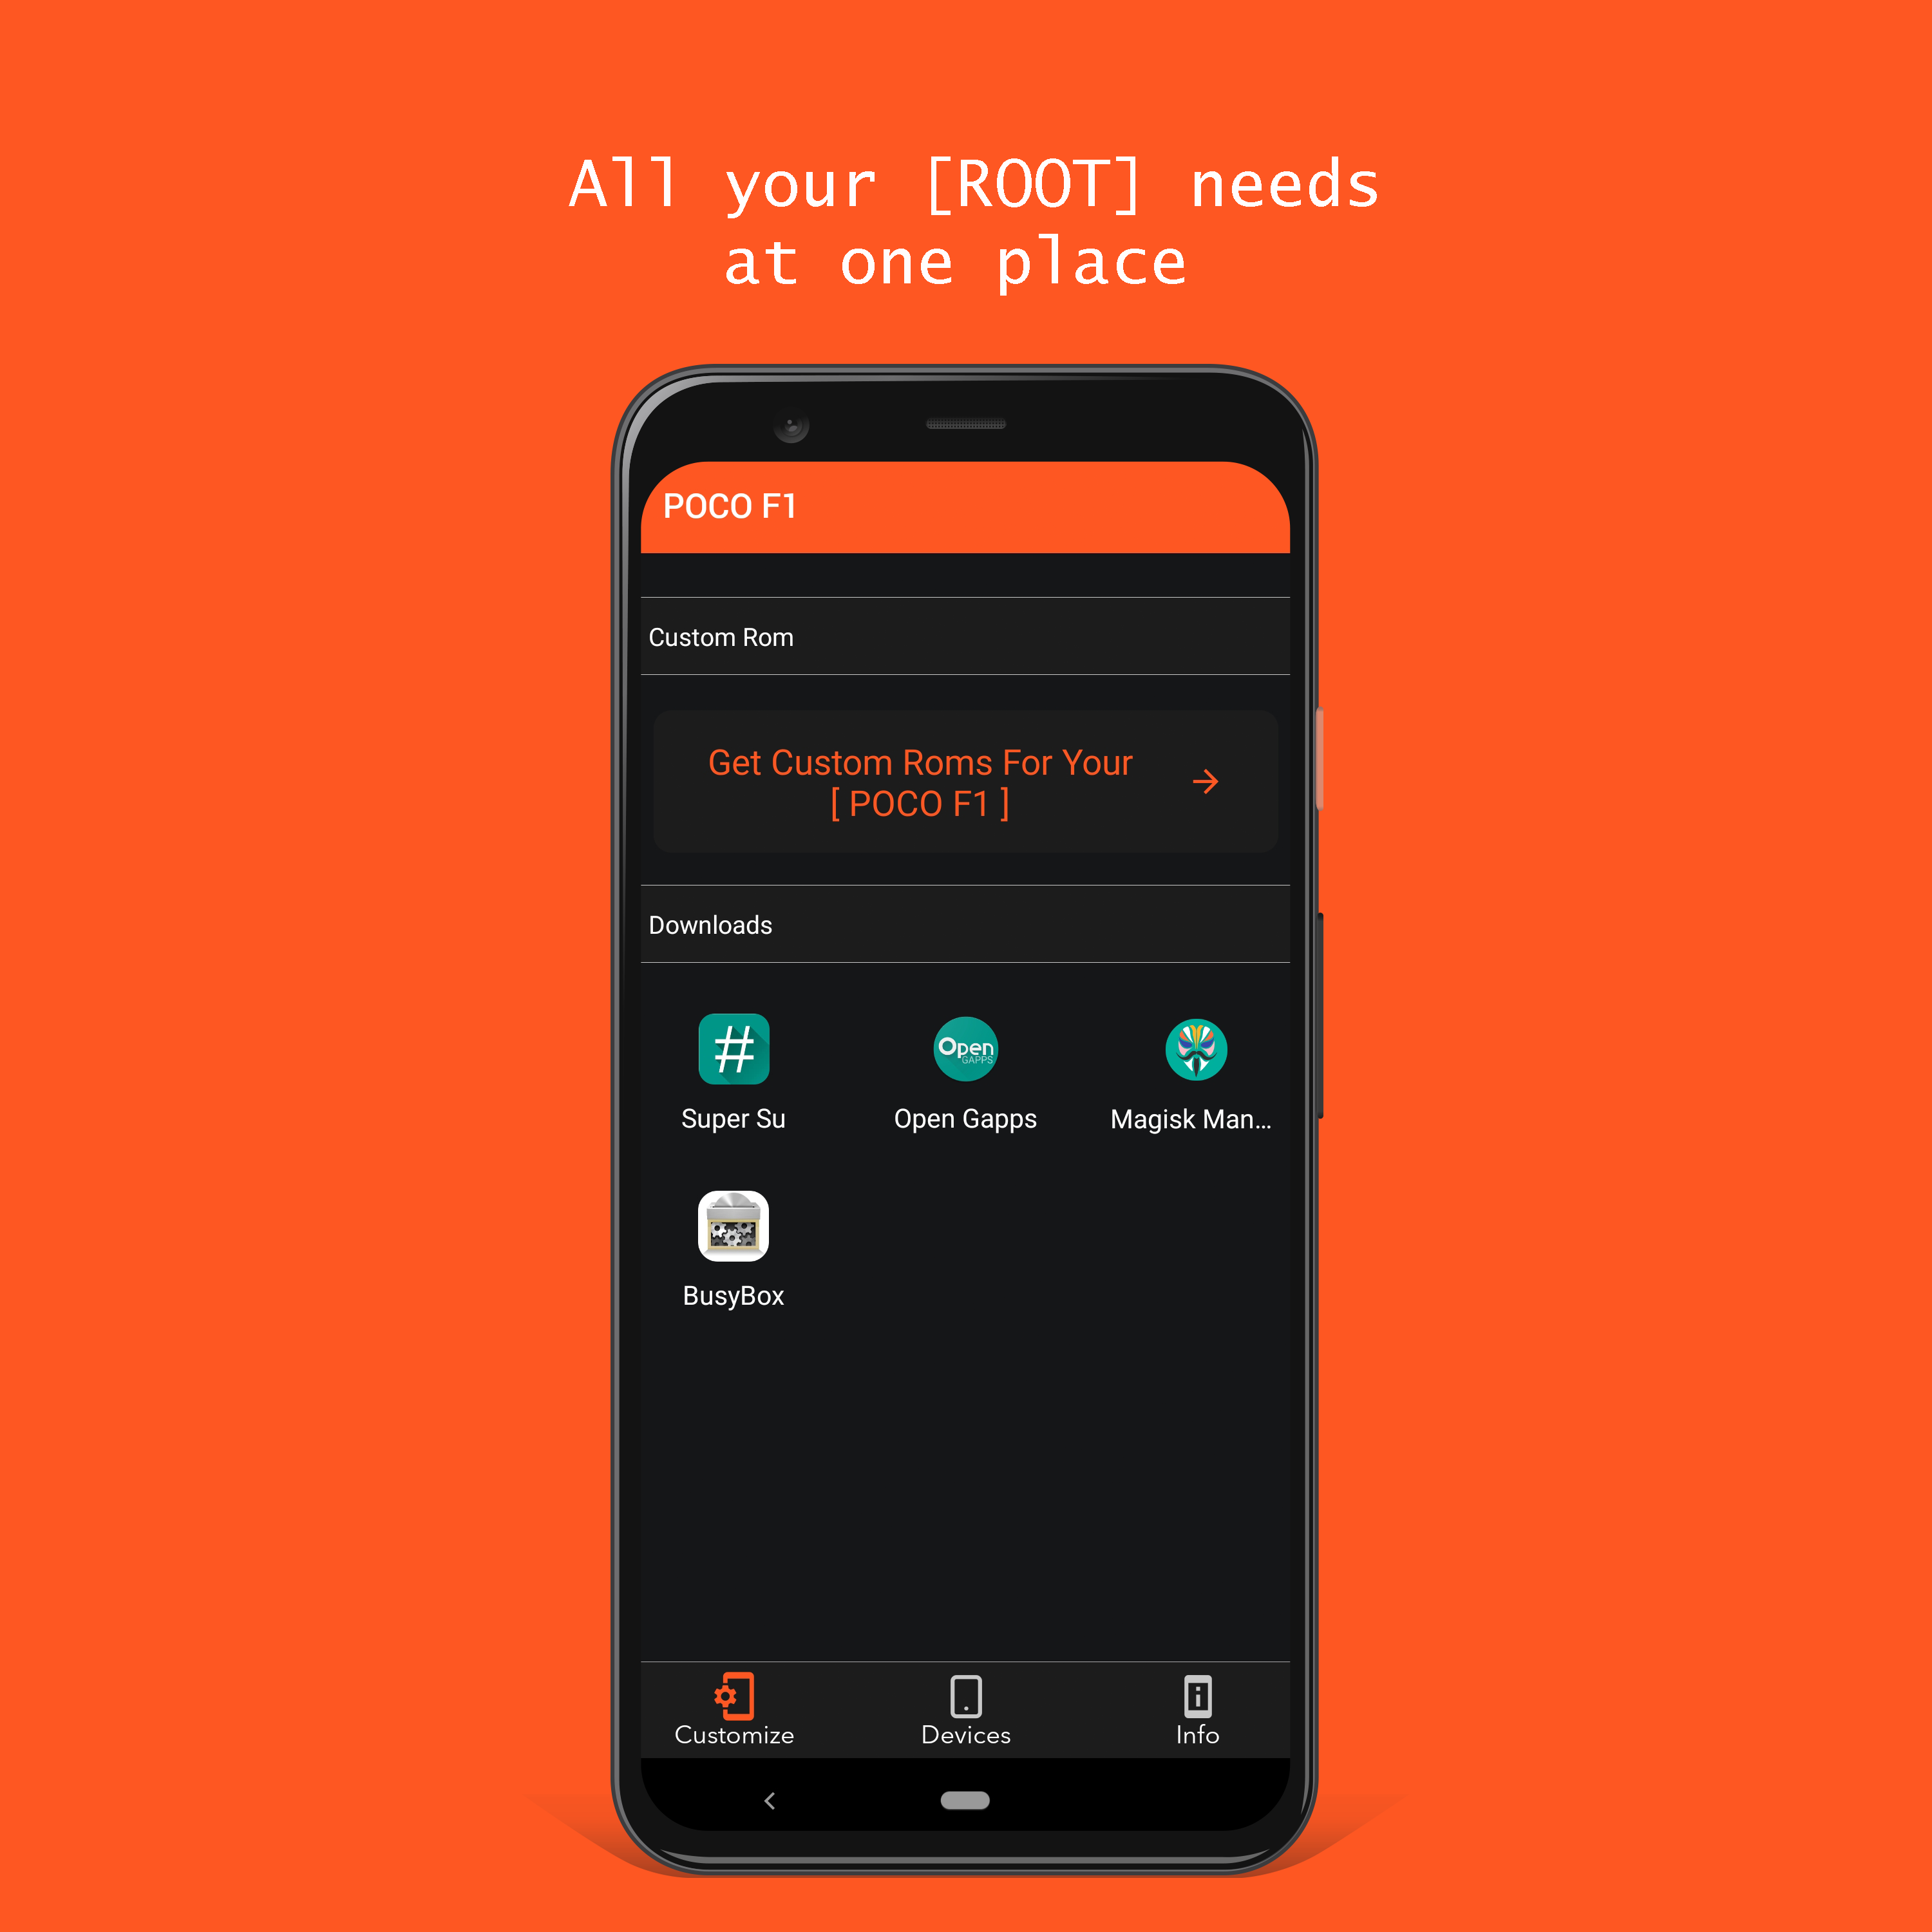 All your [ROOT] needs
at one place
POCO F1
Custom Rom
Get Custom Roms For Your
[ POCO F1 ]
Downloads
#
Open
GAPPS
Super Su
Open Gapps
Magisk Man...
BusyBox
Customize
Devices
Info